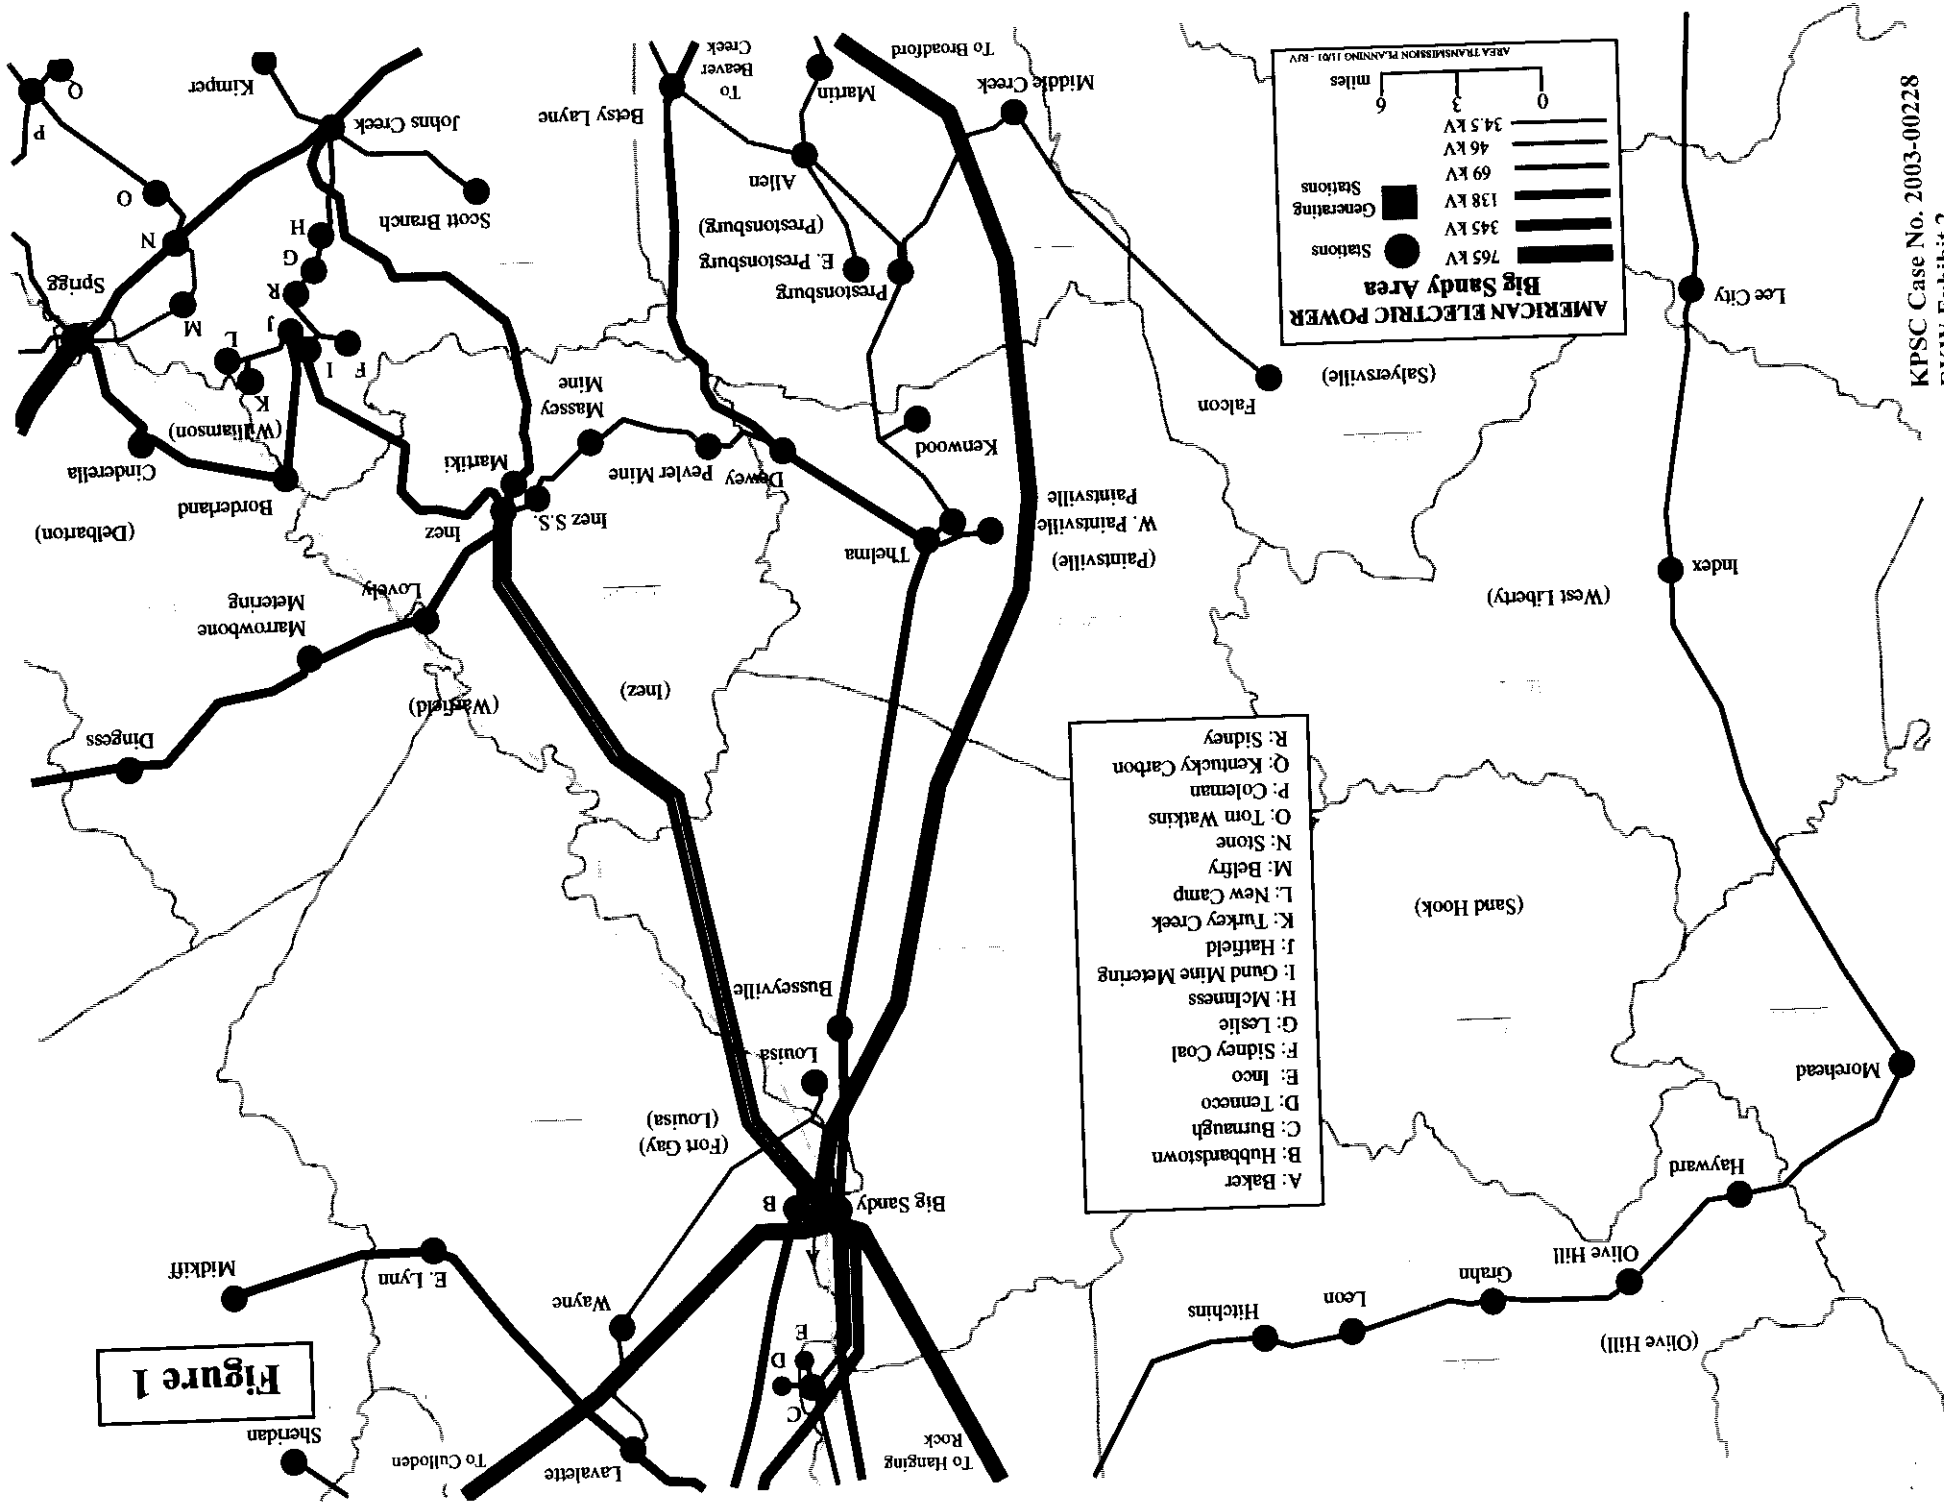 Figure 1
Sheridan
To Culloden
Lavalette
To Hanging
Rock
Midkiff
E. Lynn
Wayne
C
D
E
A
B
Big Sandy
Hitchins
Leon
Grahn
Olive Hill
(Olive Hill)
Hayward
Morehead
(Fort Gay)
(Louisa)
Louisa
Busseyville
A: Baker
B: Hubbardstown
C: Burnaugh
D: Tenneco
E: Inco
F: Sidney Coal
G: Leslie
H: McInness
I: Gund Mine Metering
J: Hatfield
K: Turkey Creek
L: New Camp
M: Belfry
N: Stone
O: Tom Watkins
P: Coleman
Q: Kentucky Carbon
R: Sidney
(Sand Hook)
Dingess
(Warfield)
(Inez)
Marrowbone
Metering
Lovely
(West Liberty)
Index
(Paintsville)
W. Paintsville
Paintsville
Thelma
Inez S.S.
Inez
Martiki
(Delbarton)
Borderland
Cinderella
(Williamson)
Kenwood
Dewey
Pevler Mine
Massey
Mine
Falcon
(Salyersville)
K
L
F
I
J
R
G
H
M
N
O
P
Q
Sprigg
Lee City
Prestonsburg
E. Prestonsburg
(Prestonsburg)
Allen
Scott Branch
Johns Creek
Kimper
Betsy Layne
To
Beaver
Creek
Martin
To Broadford
Middle Creek
AMERICAN ELECTRIC POWER
Big Sandy Area
765 kV
345 kV
138 kV
69 kV
46 kV
34.5 kV
Stations
Generating
Stations
0 3 6
miles
AREA TRANSMISSION PLANNING 11/01 - RJV
KPSC Case No. 2003-00228